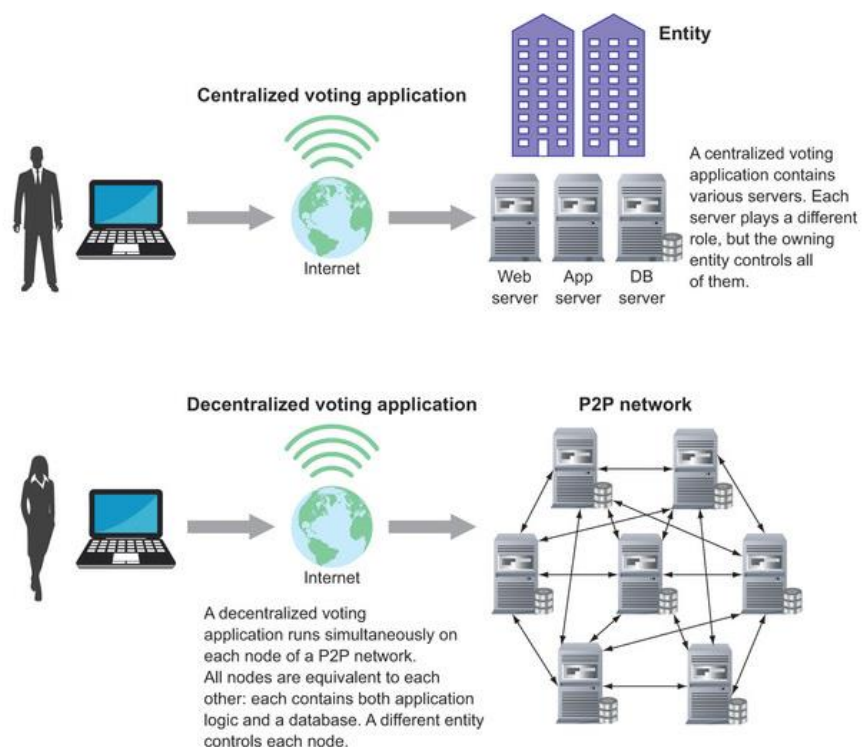 Entity
Centralized voting application
Internet
Web
server
App
server
DB
server
A centralized voting
application contains
various servers. Each
server plays a different
role, but the owning
entity controls all
of them.
Decentralized voting application
P2P network
Internet
A decentralized voting
application runs simultaneously on
each node of a P2P network.
All nodes are equivalent to each
other: each contains both application
logic and a database. A different entity
controls each node.